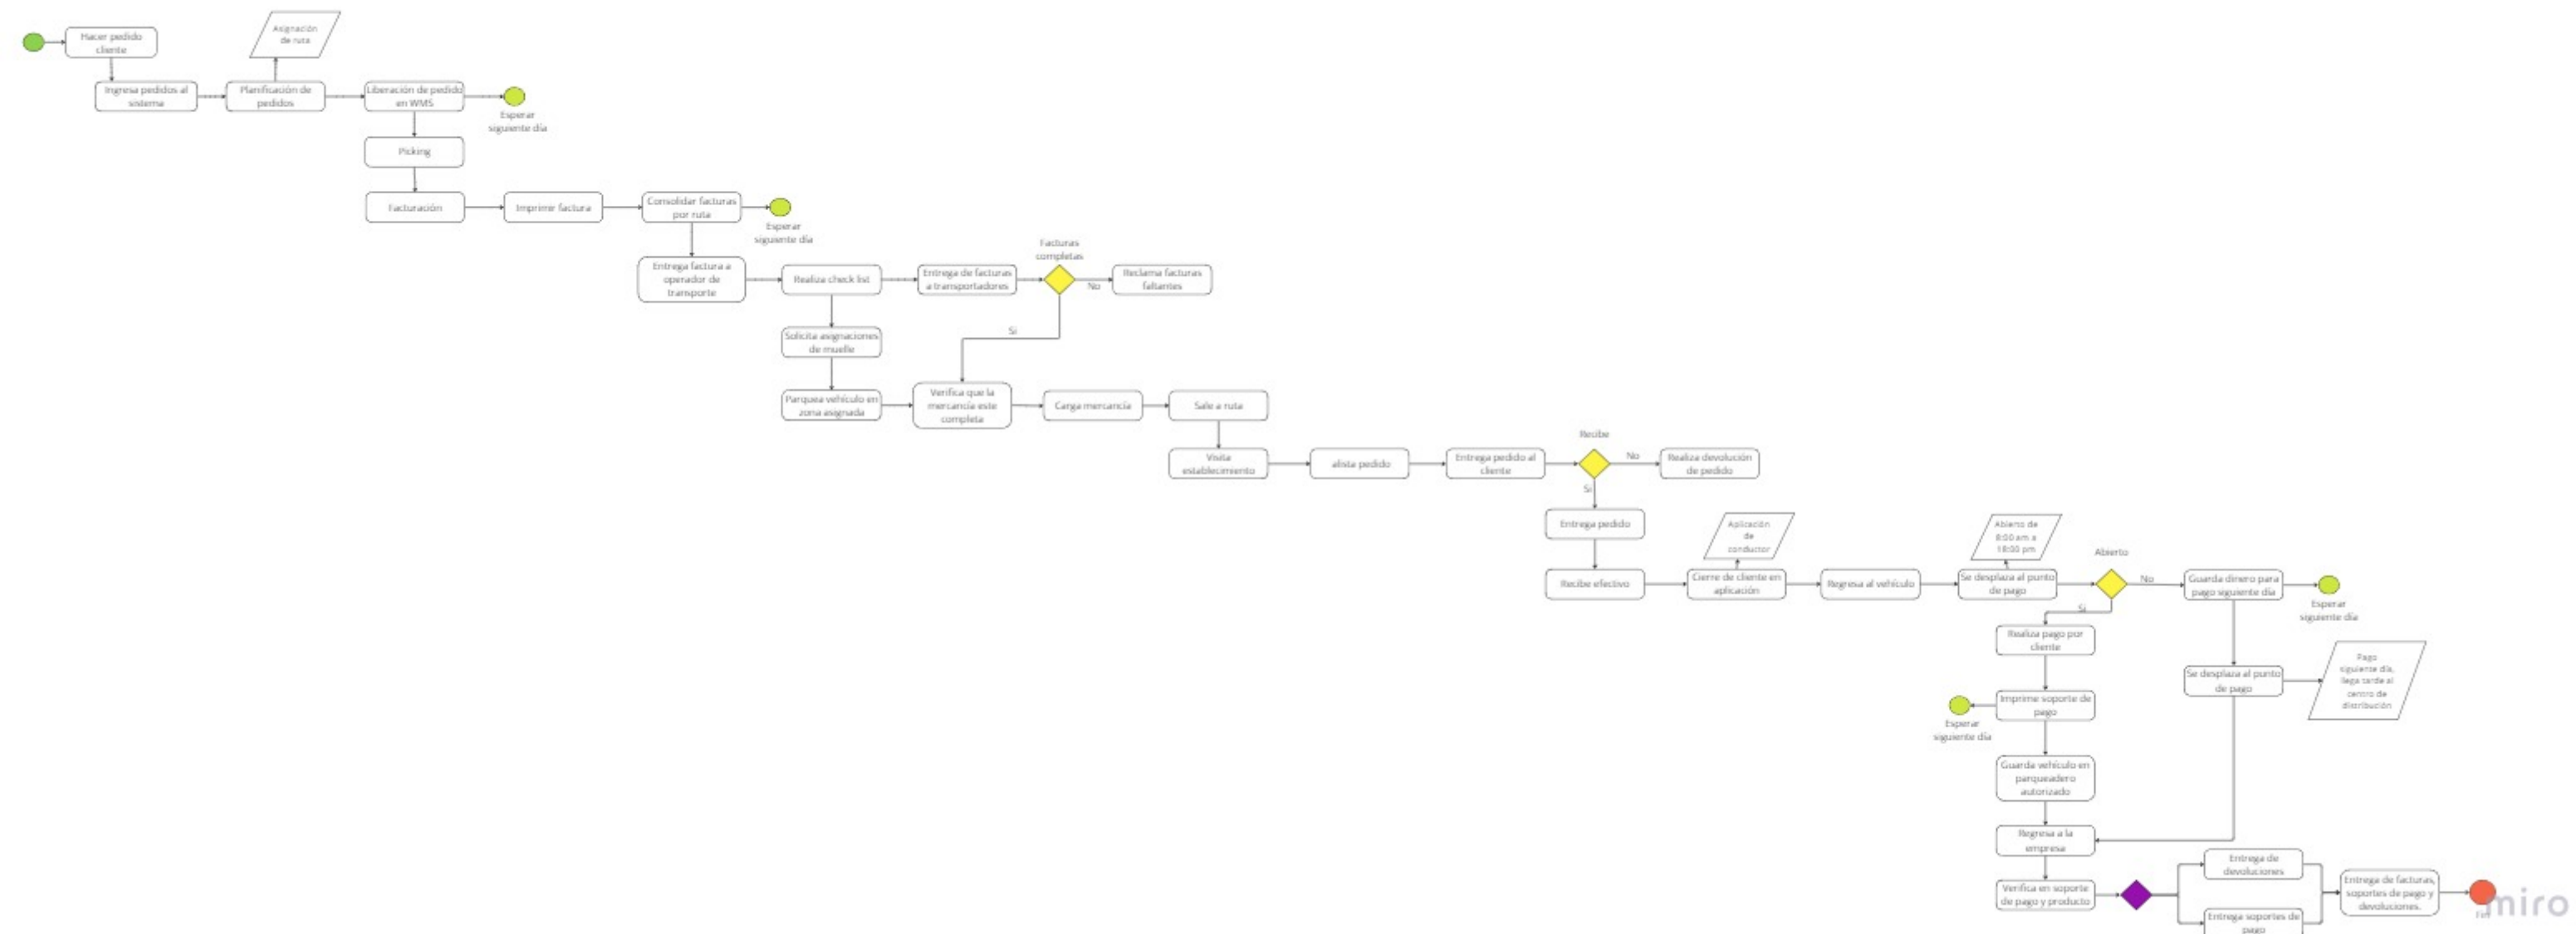 Hacer pedido
cliente
Asignación
de ruta
Ingresa pedidos al
sistema
Planificación de
pedidos
Liberación de pedido
en WMS
Esperar
siguiente día
Picking
Facturación
Imprimir factura
Consolidar facturas
por ruta
Esperar
siguiente día
Entrega factura a
operador de
transporte
Realiza check list
Entrega de facturas
a transportadores
Facturas
completas
No
Reclama facturas
faltantes
Si
Solicita asignaciones
de muelle
Parquea vehículo en
zona asignada
Verifica que la
mercancía este
completa
Carga mercancía
Sale a ruta
Visita
establecimiento
alista pedido
Entrega pedido al
cliente
Recibe
No
Realiza devolución
de pedido
Si
Entrega pedido
Recibe efectivo
Aplicación
de
conductor
Cierre de cliente en
aplicación
Regresa al vehículo
Abierto de
8:00 am a
18:00 pm
Se desplaza al punto
de pago
Abierto
No
Guarda dinero para
pago siguiente día
Esperar
siguiente día
Si
Realiza pago por
cliente
Se desplaza al punto
de pago
Pago
siguiente día,
llega tarde al
centro de
distribución
Imprime soporte de
pago
Esperar
siguiente día
Guarda vehículo en
parqueadero
autorizado
Regresa a la
empresa
Verifica en soporte
de pago y producto
Entrega de
devoluciones
Entrega soportes de
pago
Entrega de facturas,
soportes de pago y
devoluciones.
Fin
miro